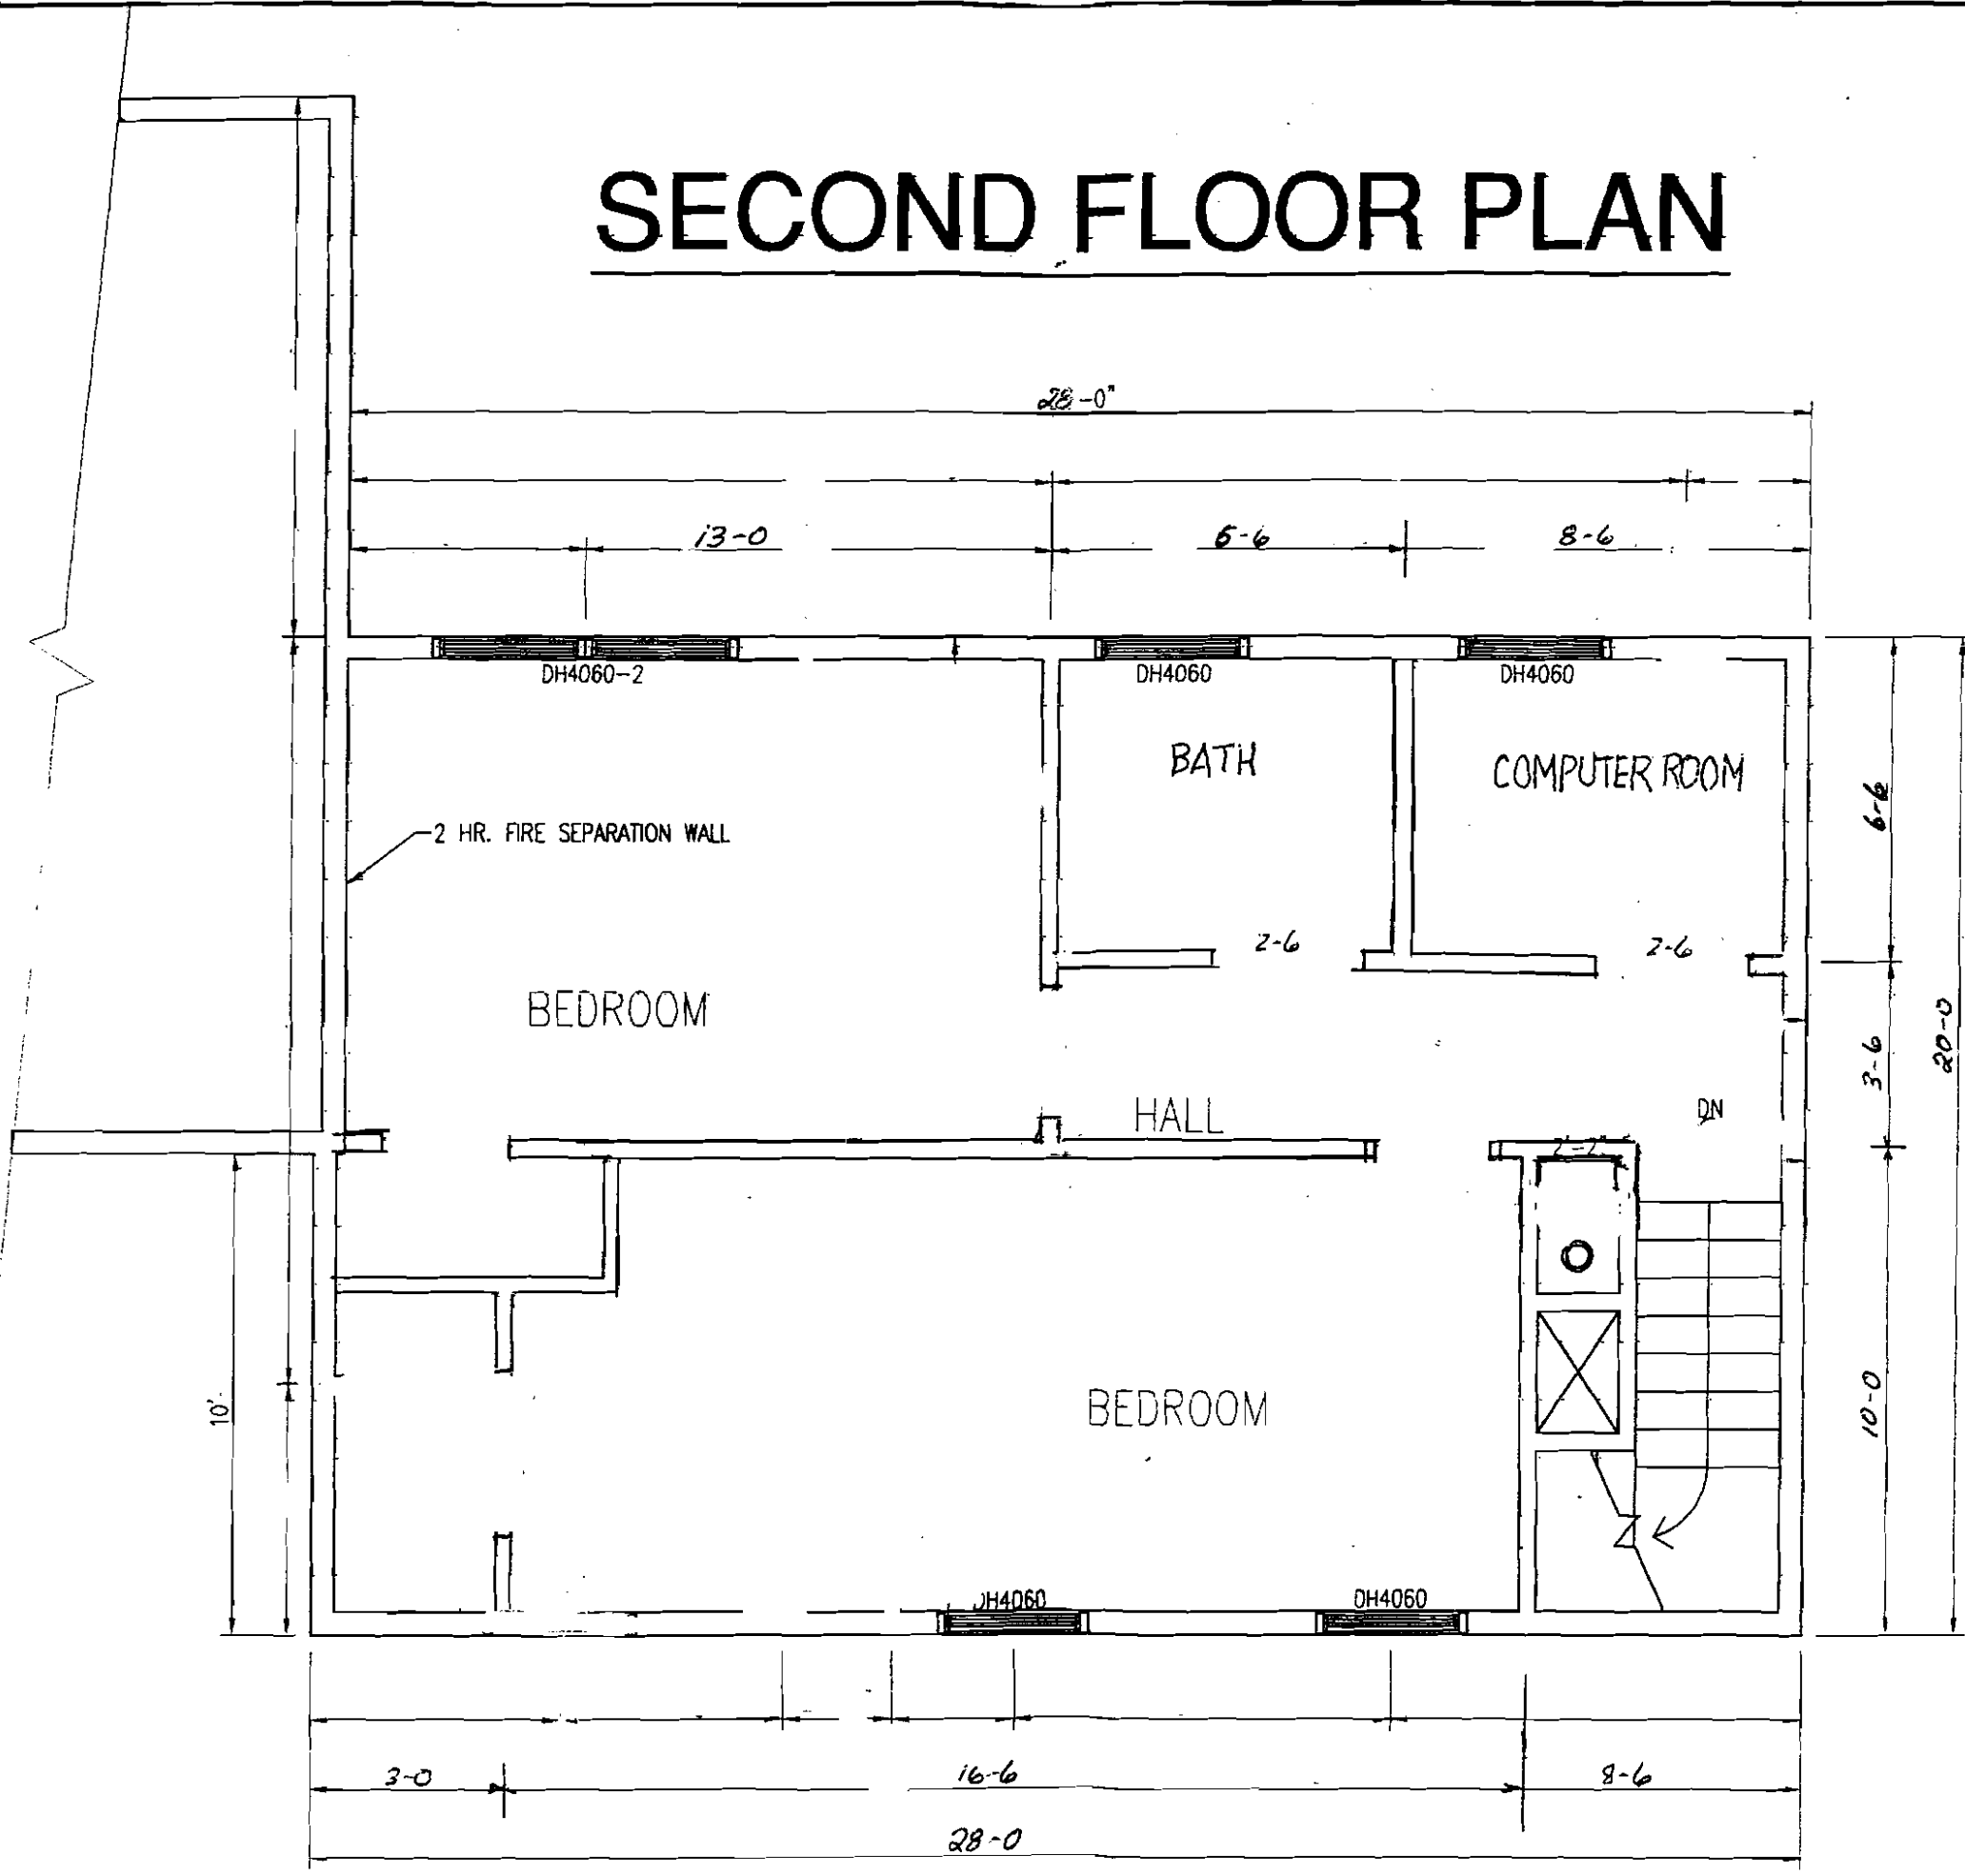 SECOND FLOOR PLAN
28-0"
13-0
6-6
8-6
DH4060-2
DH4060
DH4060
BATH
COMPUTER ROOM
6-6
2 HR. FIRE SEPARATION WALL
2-6
2-6
BEDROOM
20-0
3-6
HALL
DN
2'-2"
10'
BEDROOM
10-0
DH4060
DH4060
3-0
16-6
8-6
28-0